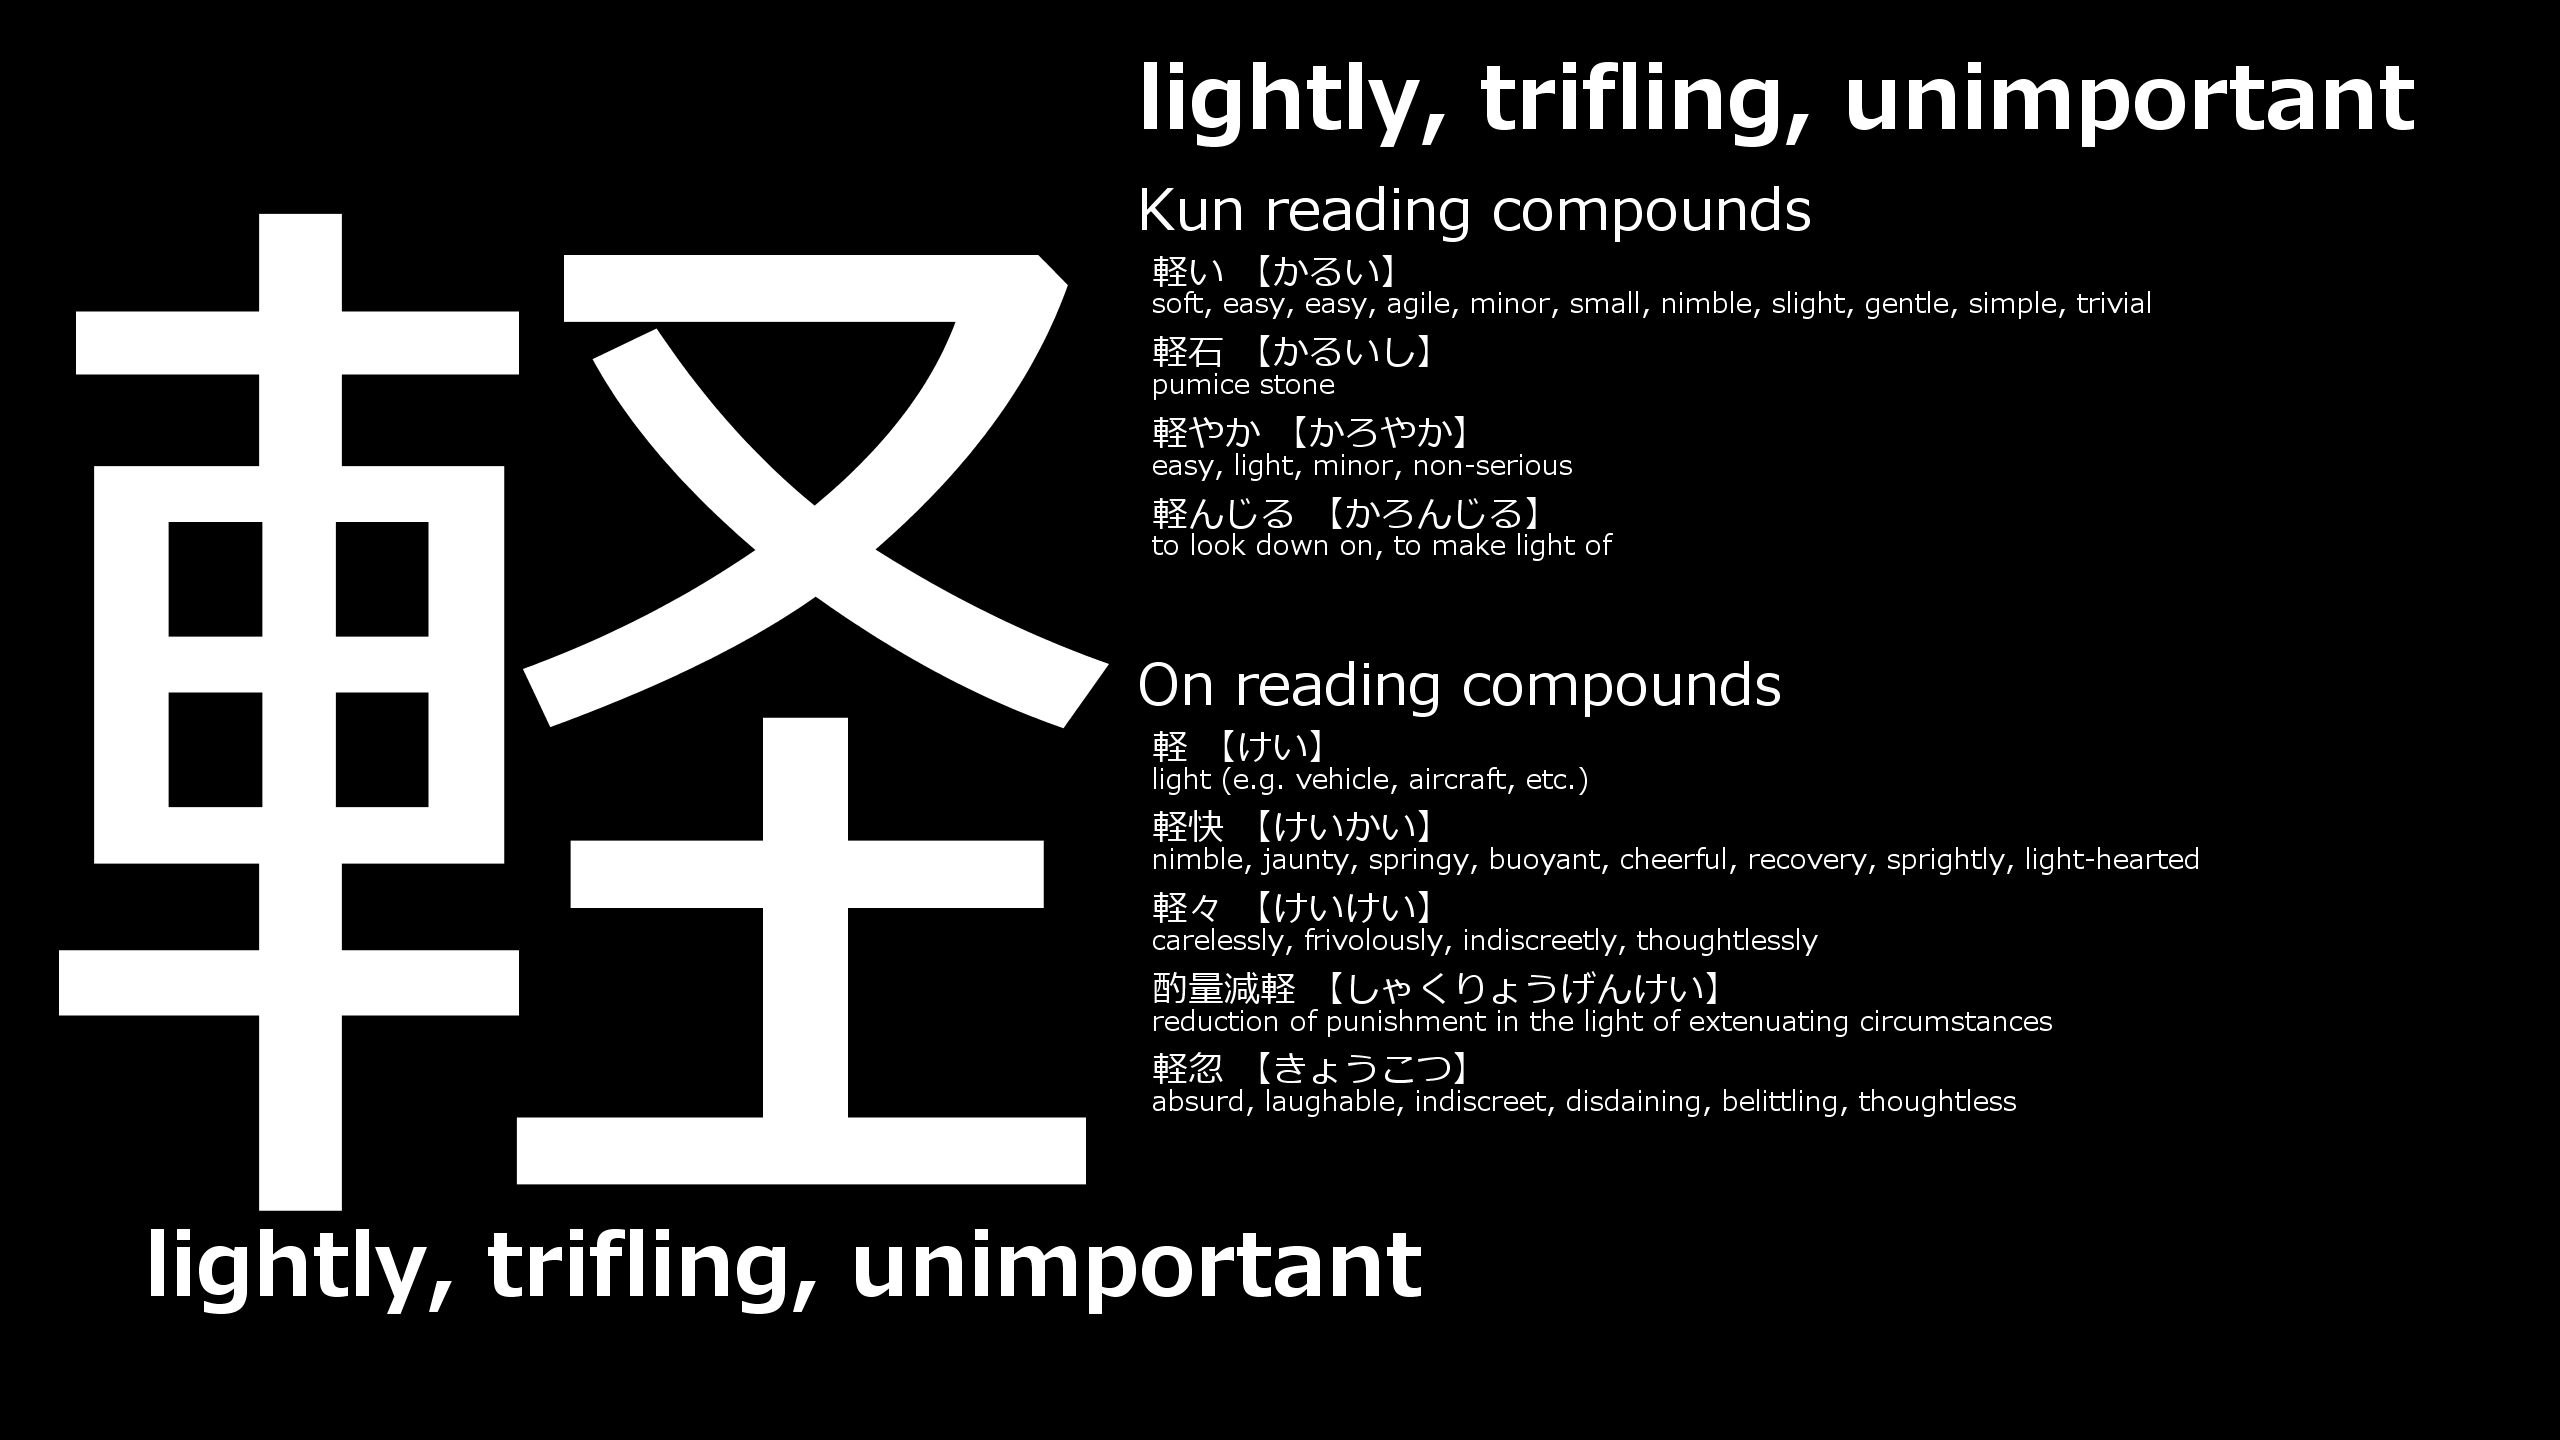 軽
lightly, trifling, unimportant
lightly, trifling, unimportant
Kun reading compounds
軽い 【かるい】
soft, easy, easy, agile, minor, small, nimble, slight, gentle, simple, trivial
軽石 【かるいし】
pumice stone
軽やか 【かろやか】
easy, light, minor, non-serious
軽んじる 【かろんじる】
to look down on, to make light of
On reading compounds
軽 【けい】
light (e.g. vehicle, aircraft, etc.)
軽快 【けいかい】
nimble, jaunty, springy, buoyant, cheerful, recovery, sprightly, light-hearted
軽々 【けいけい】
carelessly, frivolously, indiscreetly, thoughtlessly
酌量減軽 【しゃくりょうげんけい】
reduction of punishment in the light of extenuating circumstances
軽忽 【きょうこつ】
absurd, laughable, indiscreet, disdaining, belittling, thoughtless